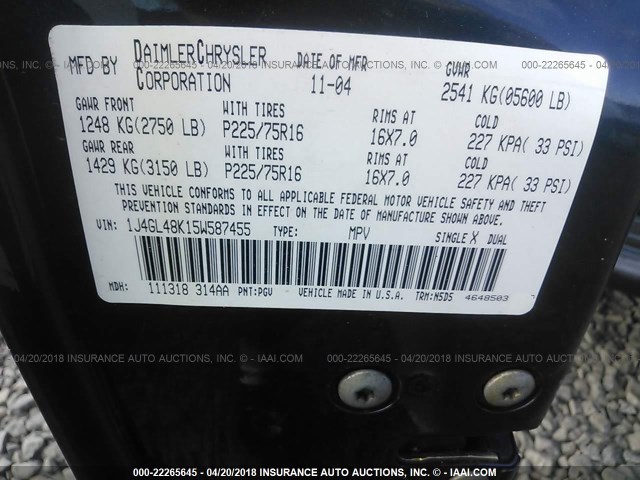 MFD BY DAIMLERCHRYSLER CORPORATION DATE OF MFR 11-04 GVWR 2541 KG(05600 LB)
GAWR FRONT WITH TIRES RIMS AT COLD
1248 KG(2750 LB) P225/75R16 16X7.0 227 KPA( 33 PSI)
GAWR REAR WITH TIRES RIMS AT COLD
1429 KG(3150 LB) P225/75R16 16X7.0 227 KPA( 33 PSI)
THIS VEHICLE CONFORMS TO ALL APPLICABLE FEDERAL MOTOR VEHICLE SAFETY AND THEFT
PREVENTION STANDARDS IN EFFECT ON THE DATE OF MANUFACTURE SHOWN ABOVE.
VIN: 1J4GL48K15W587455 TYPE: MPV SINGLE X DUAL
MDH: 111318 314AA PNT:PGV VEHICLE MADE IN U.S.A. TRM:N5D5 4648503
000-22265645 - 04/20/2018 INSURANCE AUTO AUCTIONS, INC. - © - IAAI.COM